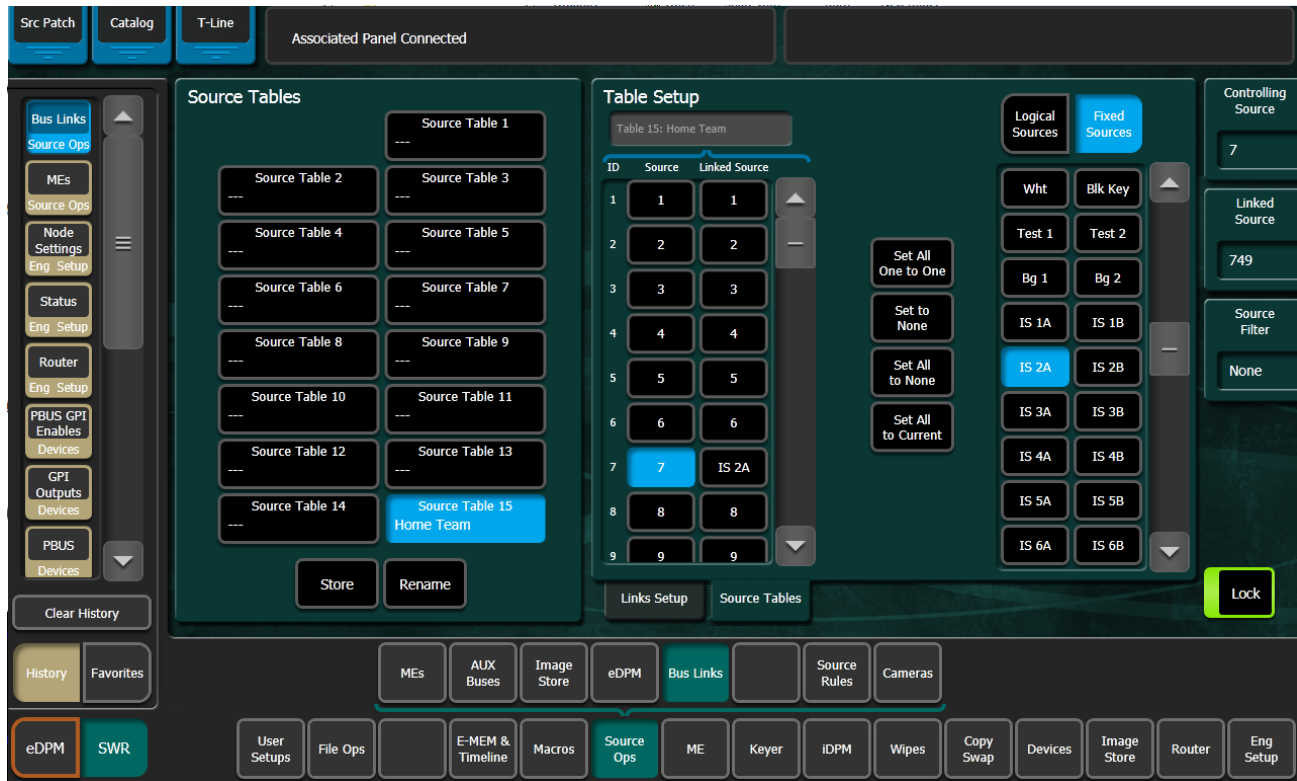 Src Patch
Catalog
T-Line
Associated Panel Connected
Bus Links
Source Ops
MEs
Source Ops
Node
Settings
Eng Setup
Status
Eng Setup
Router
Eng Setup
PBUS GPI
Enables
Devices
GPI
Outputs
Devices
PBUS
Devices
Clear History
History
Favorites
eDPM
SWR
Source Tables
Source Table 1
---
Source Table 2
---
Source Table 3
---
Source Table 4
---
Source Table 5
---
Source Table 6
---
Source Table 7
---
Source Table 8
---
Source Table 9
---
Source Table 10
---
Source Table 11
---
Source Table 12
---
Source Table 13
---
Source Table 14
---
Source Table 15
Home Team
Store
Rename
Table Setup
Table 15: Home Team
ID Source Linked Source
1 1 1
2 2 2
3 3 3
4 4 4
5 5 5
6 6 6
7 7 IS 2A
8 8 8
9 9 9
Set All
One to One
Set to
None
Set All
to None
Set All
to Current
Logical
Sources
Fixed
Sources
Wht Blk Key
Test 1 Test 2
Bg 1 Bg 2
IS 1A IS 1B
IS 2A IS 2B
IS 3A IS 3B
IS 4A IS 4B
IS 5A IS 5B
IS 6A IS 6B
Links Setup
Source Tables
Controlling
Source
7
Linked
Source
749
Source
Filter
None
Lock
MEs
AUX
Buses
Image
Store
eDPM
Bus Links
Source
Rules
Cameras
User
Setups
File Ops
E-MEM &
Timeline
Macros
Source
Ops
ME
Keyer
iDPM
Wipes
Copy
Swap
Devices
Image
Store
Router
Eng
Setup